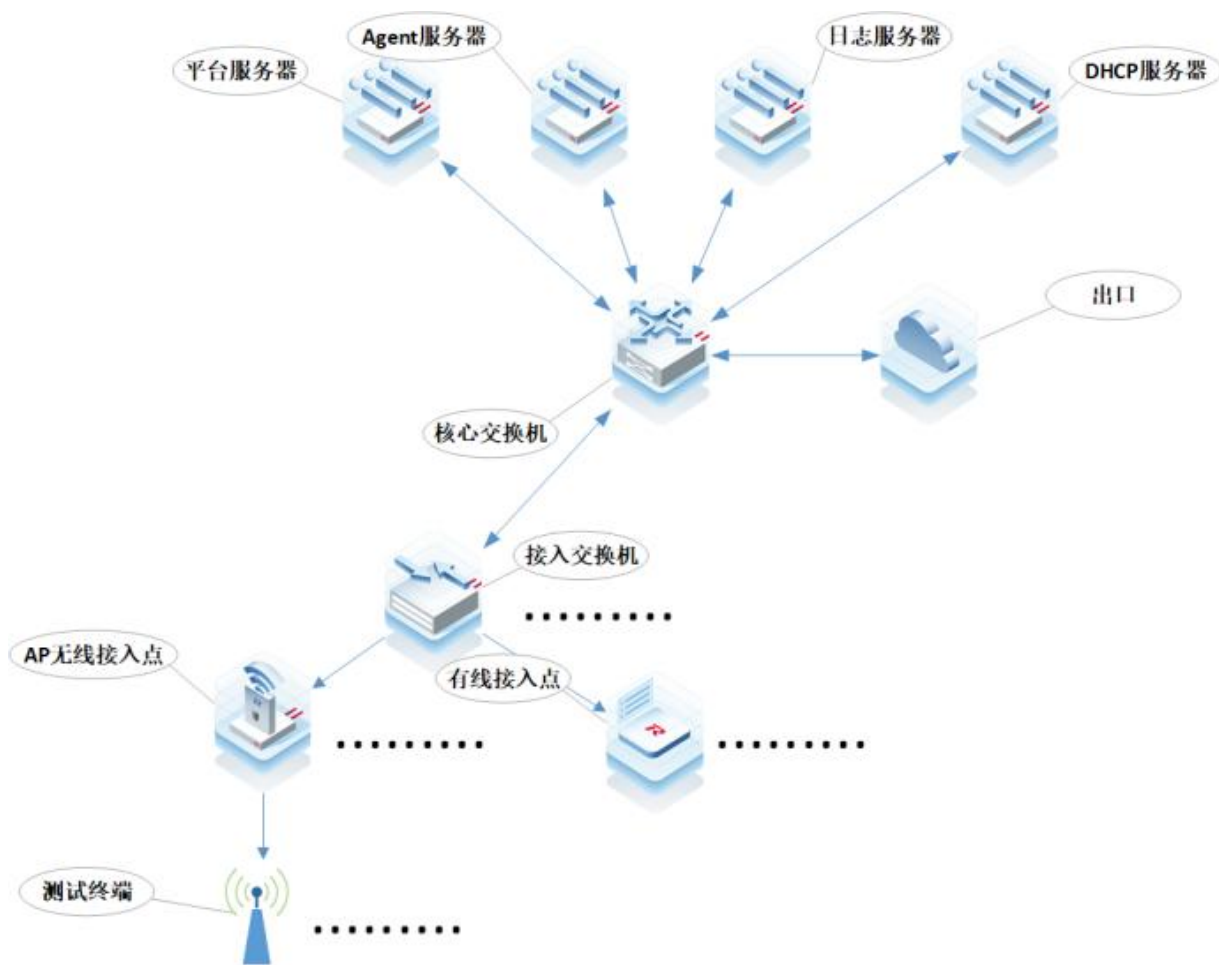 Agent服务器
日志服务器
平台服务器
DHCP服务器
出口
核心交换机
接入交换机
AP无线接入点
有线接入点
测试终端